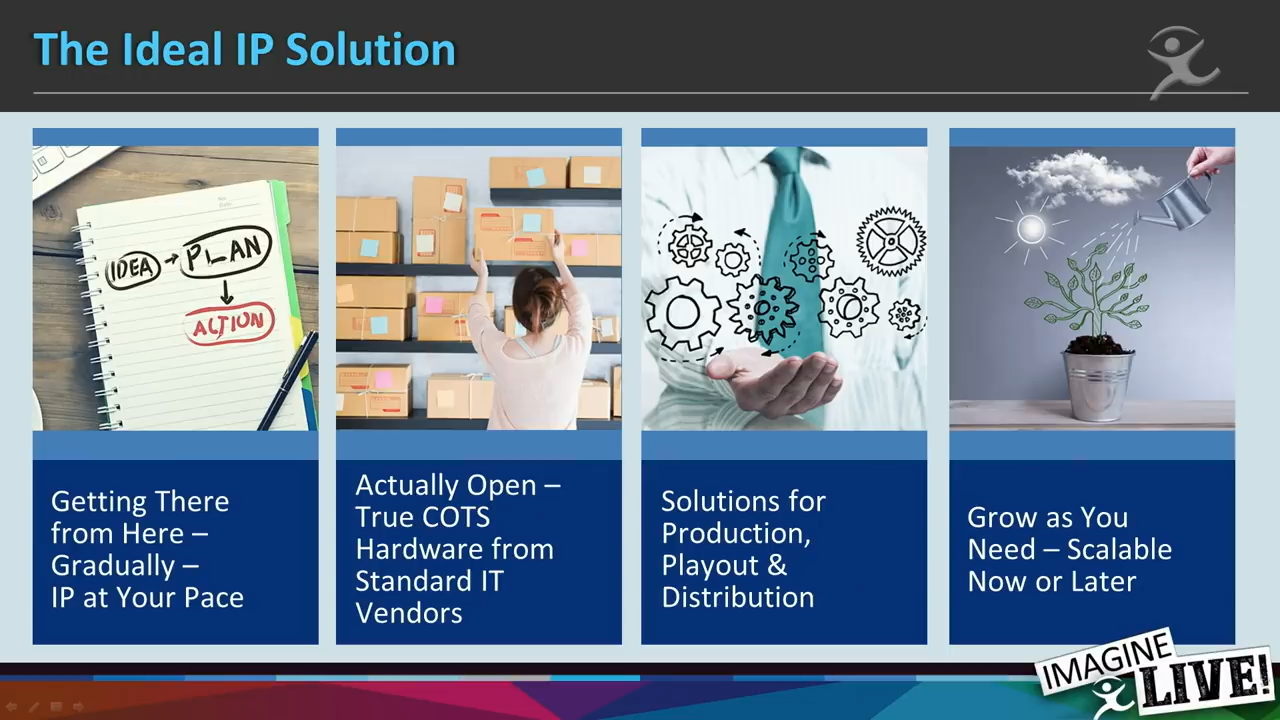 The Ideal IP Solution
IDEA
PLAN
ACTION
Getting There
from Here –
Gradually –
IP at Your Pace
Actually Open –
True COTS
Hardware from
Standard IT
Vendors
Solutions for
Production,
Playout &
Distribution
Grow as You
Need – Scalable
Now or Later
IMAGINE
LIVE!